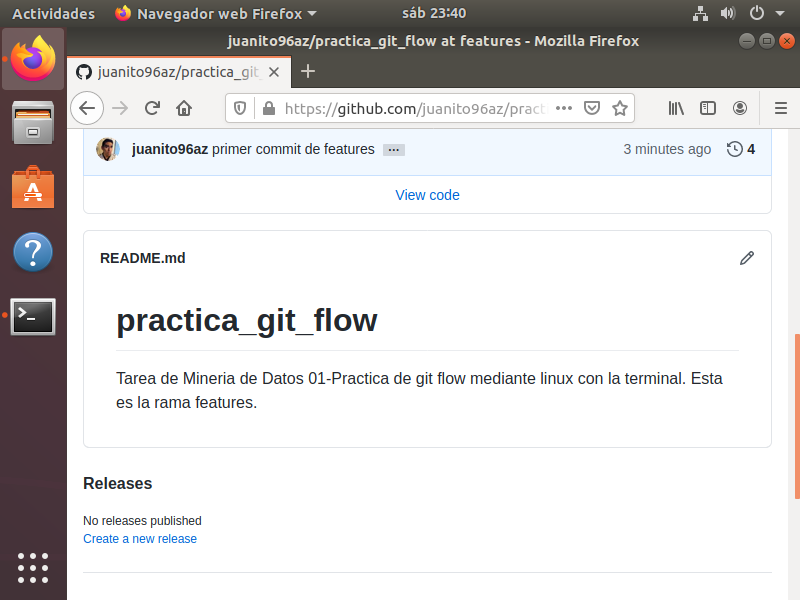 Actividades
Navegador web Firefox
sáb 23:40
juanito96az/practica_git_flow at features - Mozilla Firefox
juanito96az/practica_git
https://github.com/juanito96az/pract
juanito96az primer commit de features
3 minutes ago
4
View code
README.md
practica_git_flow
Tarea de Mineria de Datos 01-Practica de git flow mediante linux con la terminal. Esta
es la rama features.
Releases
No releases published
Create a new release